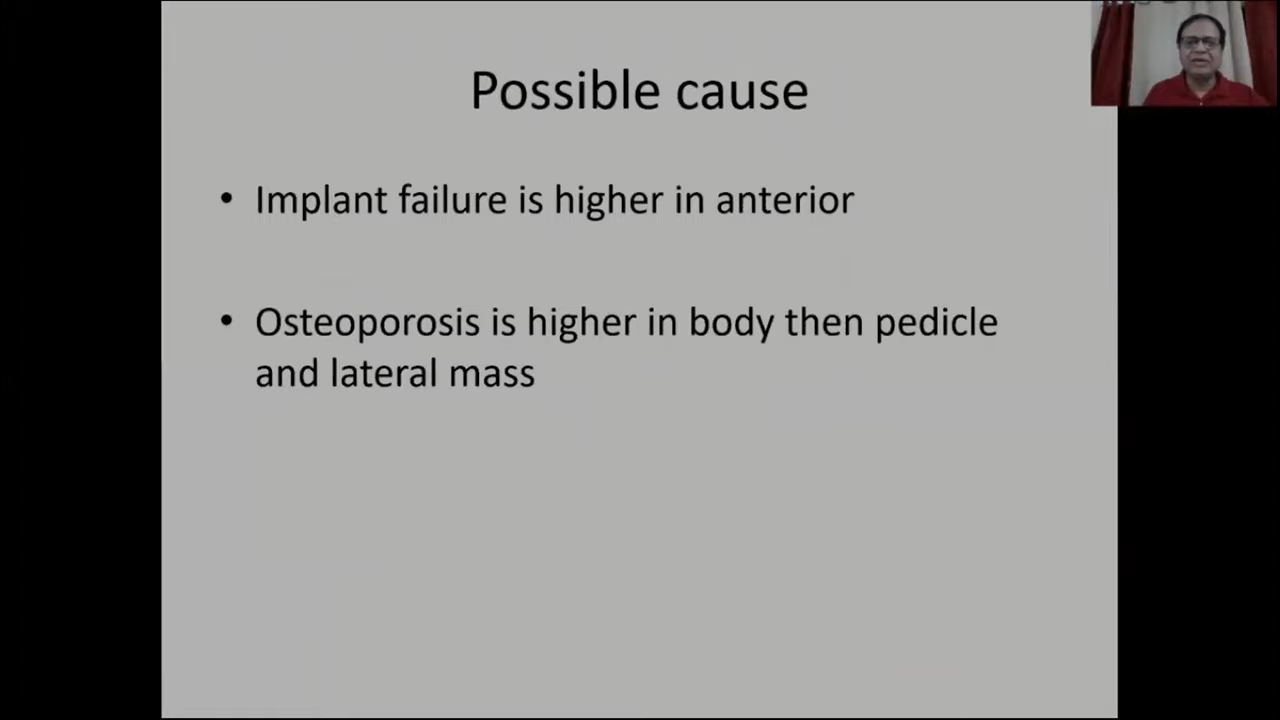 Possible cause
• Implant failure is higher in anterior
• Osteoporosis is higher in body then pedicle
and lateral mass